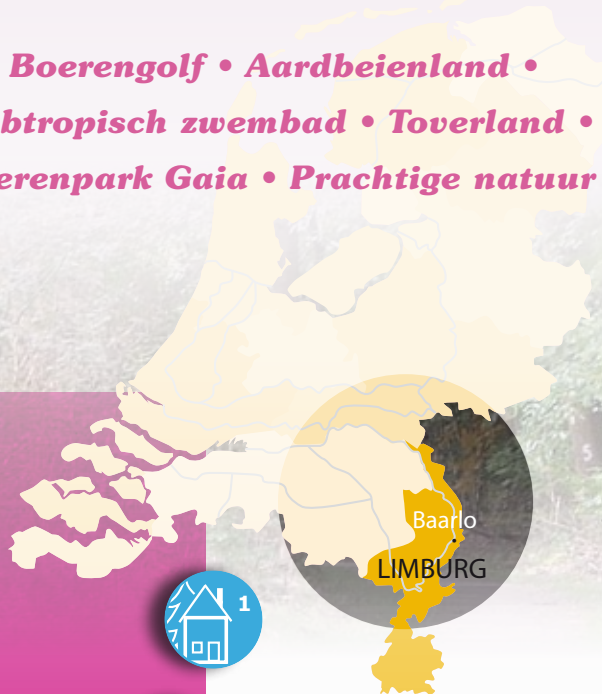 Boerengolf • Aardbeienland •
btropisch zwembad • Toverland •
erenpark Gaia • Prachtige natuur
Baarlo
LIMBURG
1